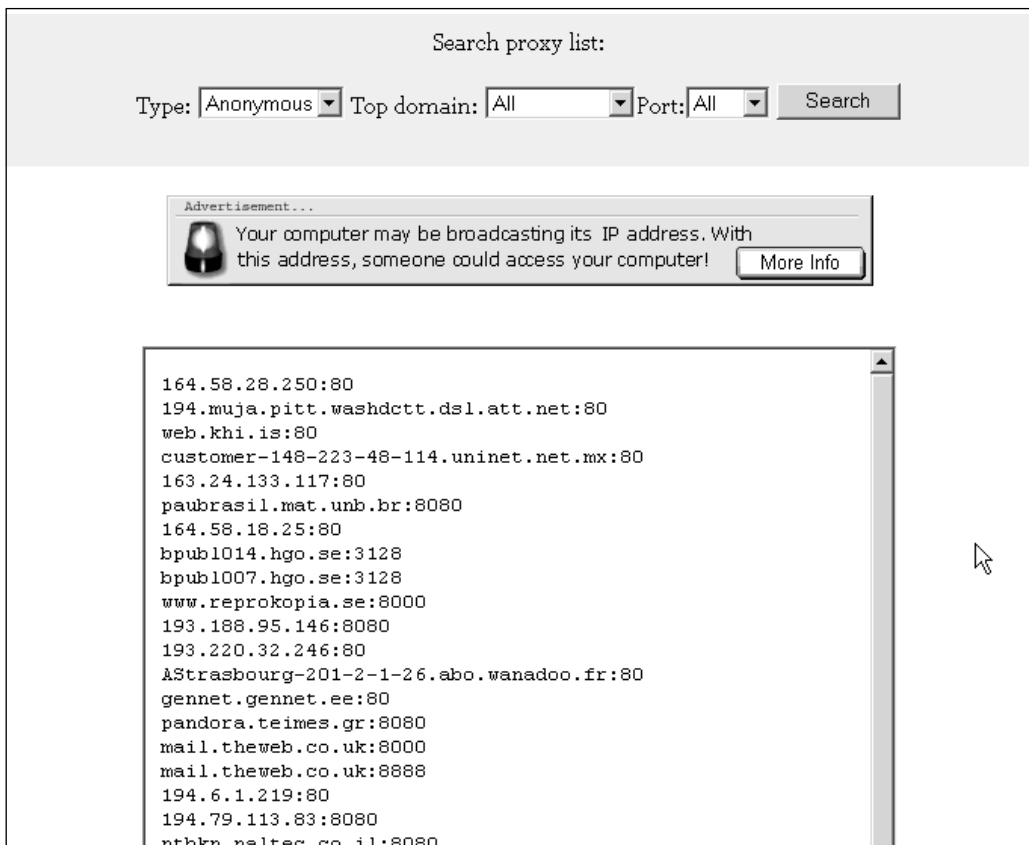 Search proxy list:
Type: Anonymous Top domain: All Port: All Search
Advertisement...
Your computer may be broadcasting its IP address. With
this address, someone could access your computer! More Info
164.58.28.250:80
194.muja.pitt.washdctt.dsl.att.net:80
web.khi.is:80
customer-148-223-48-114.uninet.net.mx:80
163.24.133.117:80
paubrasil.mat.unb.br:8080
164.58.18.25:80
bpubl014.hgo.se:3128
bpubl007.hgo.se:3128
www.reprokopia.se:8000
193.188.95.146:8080
193.220.32.246:80
AStrasbourg-201-2-1-26.abo.wanadoo.fr:80
gennet.gennet.ee:80
pandora.teimes.gr:8080
mail.theweb.co.uk:8000
mail.theweb.co.uk:8888
194.6.1.219:80
194.79.113.83:8080